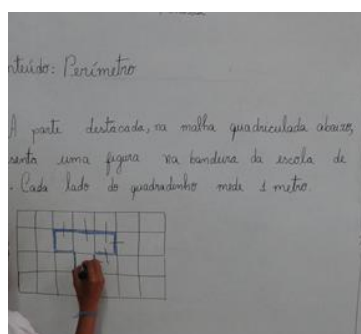 nteúdo: Perímetro
A parte destacada, na malha quadriculada abaixo,
senta uma figura na bandeira da escola de
. Cada lado do quadradinho mede 1 metro.